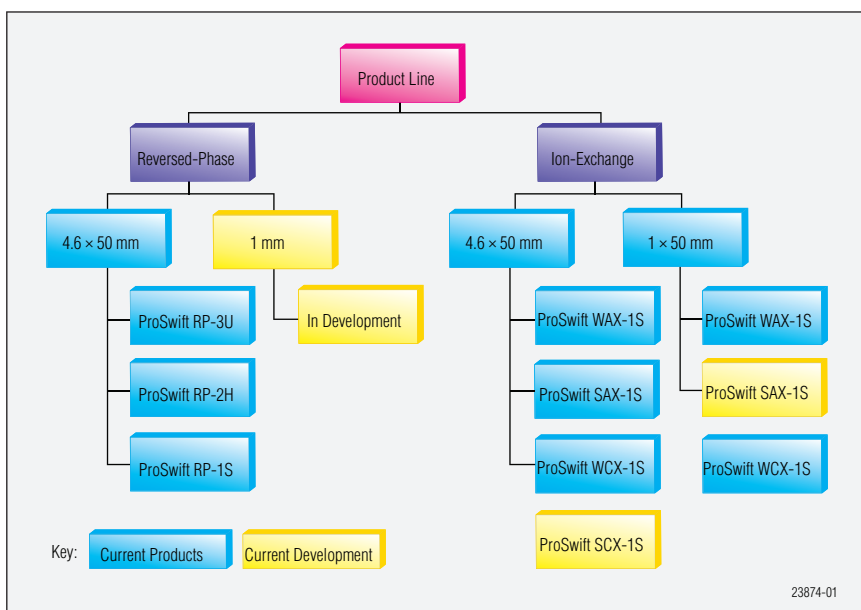 Product Line
Reversed-Phase
Ion-Exchange
4.6 × 50 mm
1 mm
4.6 × 50 mm
1 × 50 mm
ProSwift RP-3U
In Development
ProSwift WAX-1S
ProSwift WAX-1S
ProSwift RP-2H
ProSwift SAX-1S
ProSwift SAX-1S
ProSwift RP-1S
ProSwift WCX-1S
ProSwift WCX-1S
ProSwift SCX-1S
Key:
Current Products
Current Development
23874-01